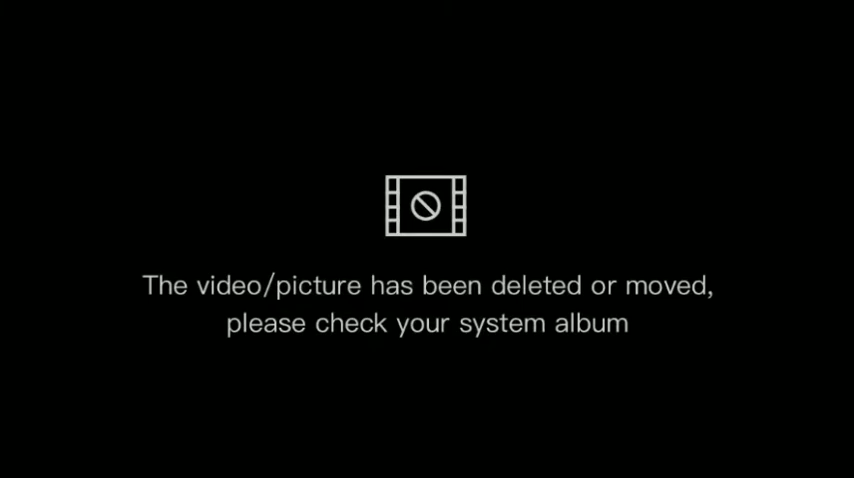 The video/picture has been deleted or moved,
please check your system album